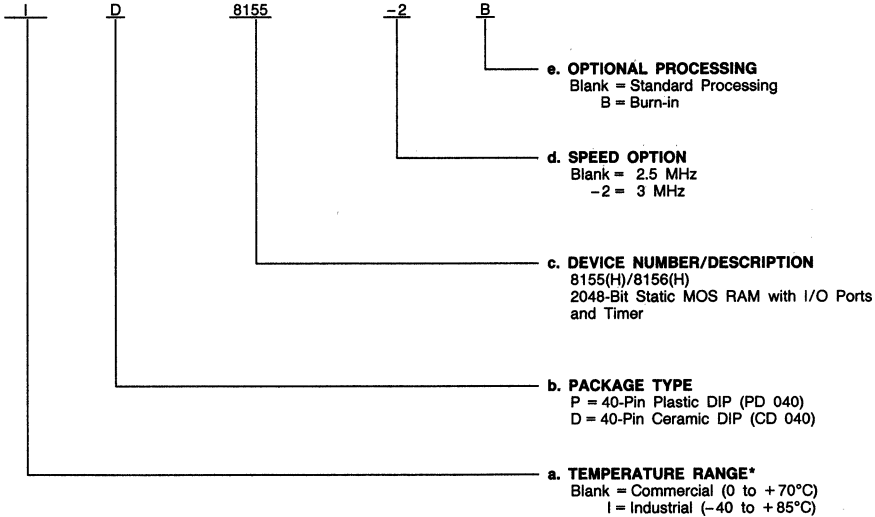 I D 8155 -2 B
e. OPTIONAL PROCESSING
Blank = Standard Processing
B = Burn-in
d. SPEED OPTION
Blank = 2.5 MHz
-2 = 3 MHz
c. DEVICE NUMBER/DESCRIPTION
8155(H)/8156(H)
2048-Bit Static MOS RAM with I/O Ports
and Timer
b. PACKAGE TYPE
P = 40-Pin Plastic DIP (PD 040)
D = 40-Pin Ceramic DIP (CD 040)
a. TEMPERATURE RANGE*
Blank = Commercial (0 to +70°C)
I = Industrial (-40 to +85°C)